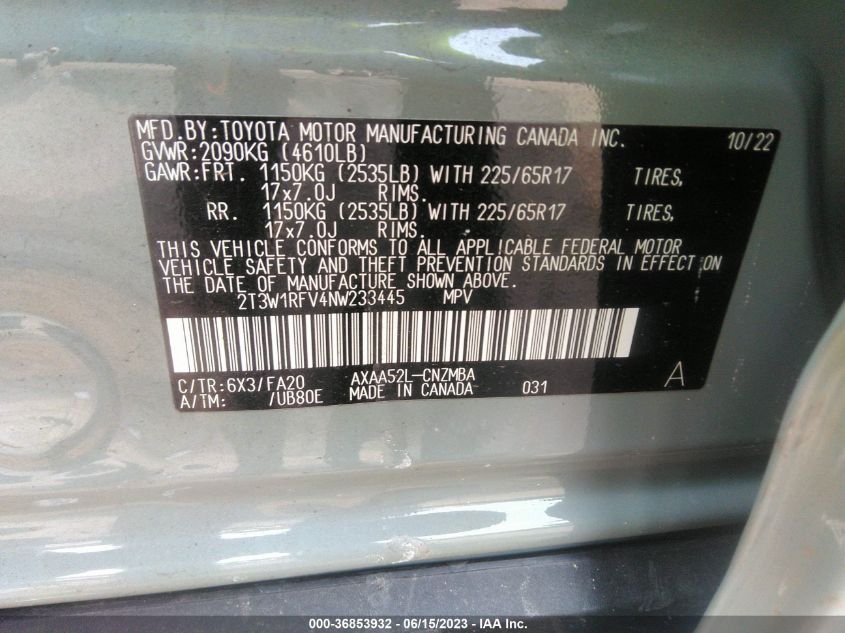 MFD.BY:TOYOTA MOTOR MANUFACTURING CANADA INC. 10/22
GVWR:2090KG (4610LB)
GAWR:FRT. 1150KG (2535LB) WITH 225/65R17 TIRES,
17x7.0J RIMS.
RR. 1150KG (2535LB) WITH 225/65R17 TIRES,
17x7.0J RIMS.
THIS VEHICLE CONFORMS TO ALL APPLICABLE FEDERAL MOTOR
VEHICLE SAFETY AND THEFT PREVENTION STANDARDS IN EFFECT ON
THE DATE OF MANUFACTURE SHOWN ABOVE.
2T3W1RFV4NW233445 MPV
C/TR:6X3/FA20 AXAA52L-CNZMBA A
A/TM: /UB80E MADE IN CANADA 031
000-36853932 - 06/15/2023 - IAA Inc.